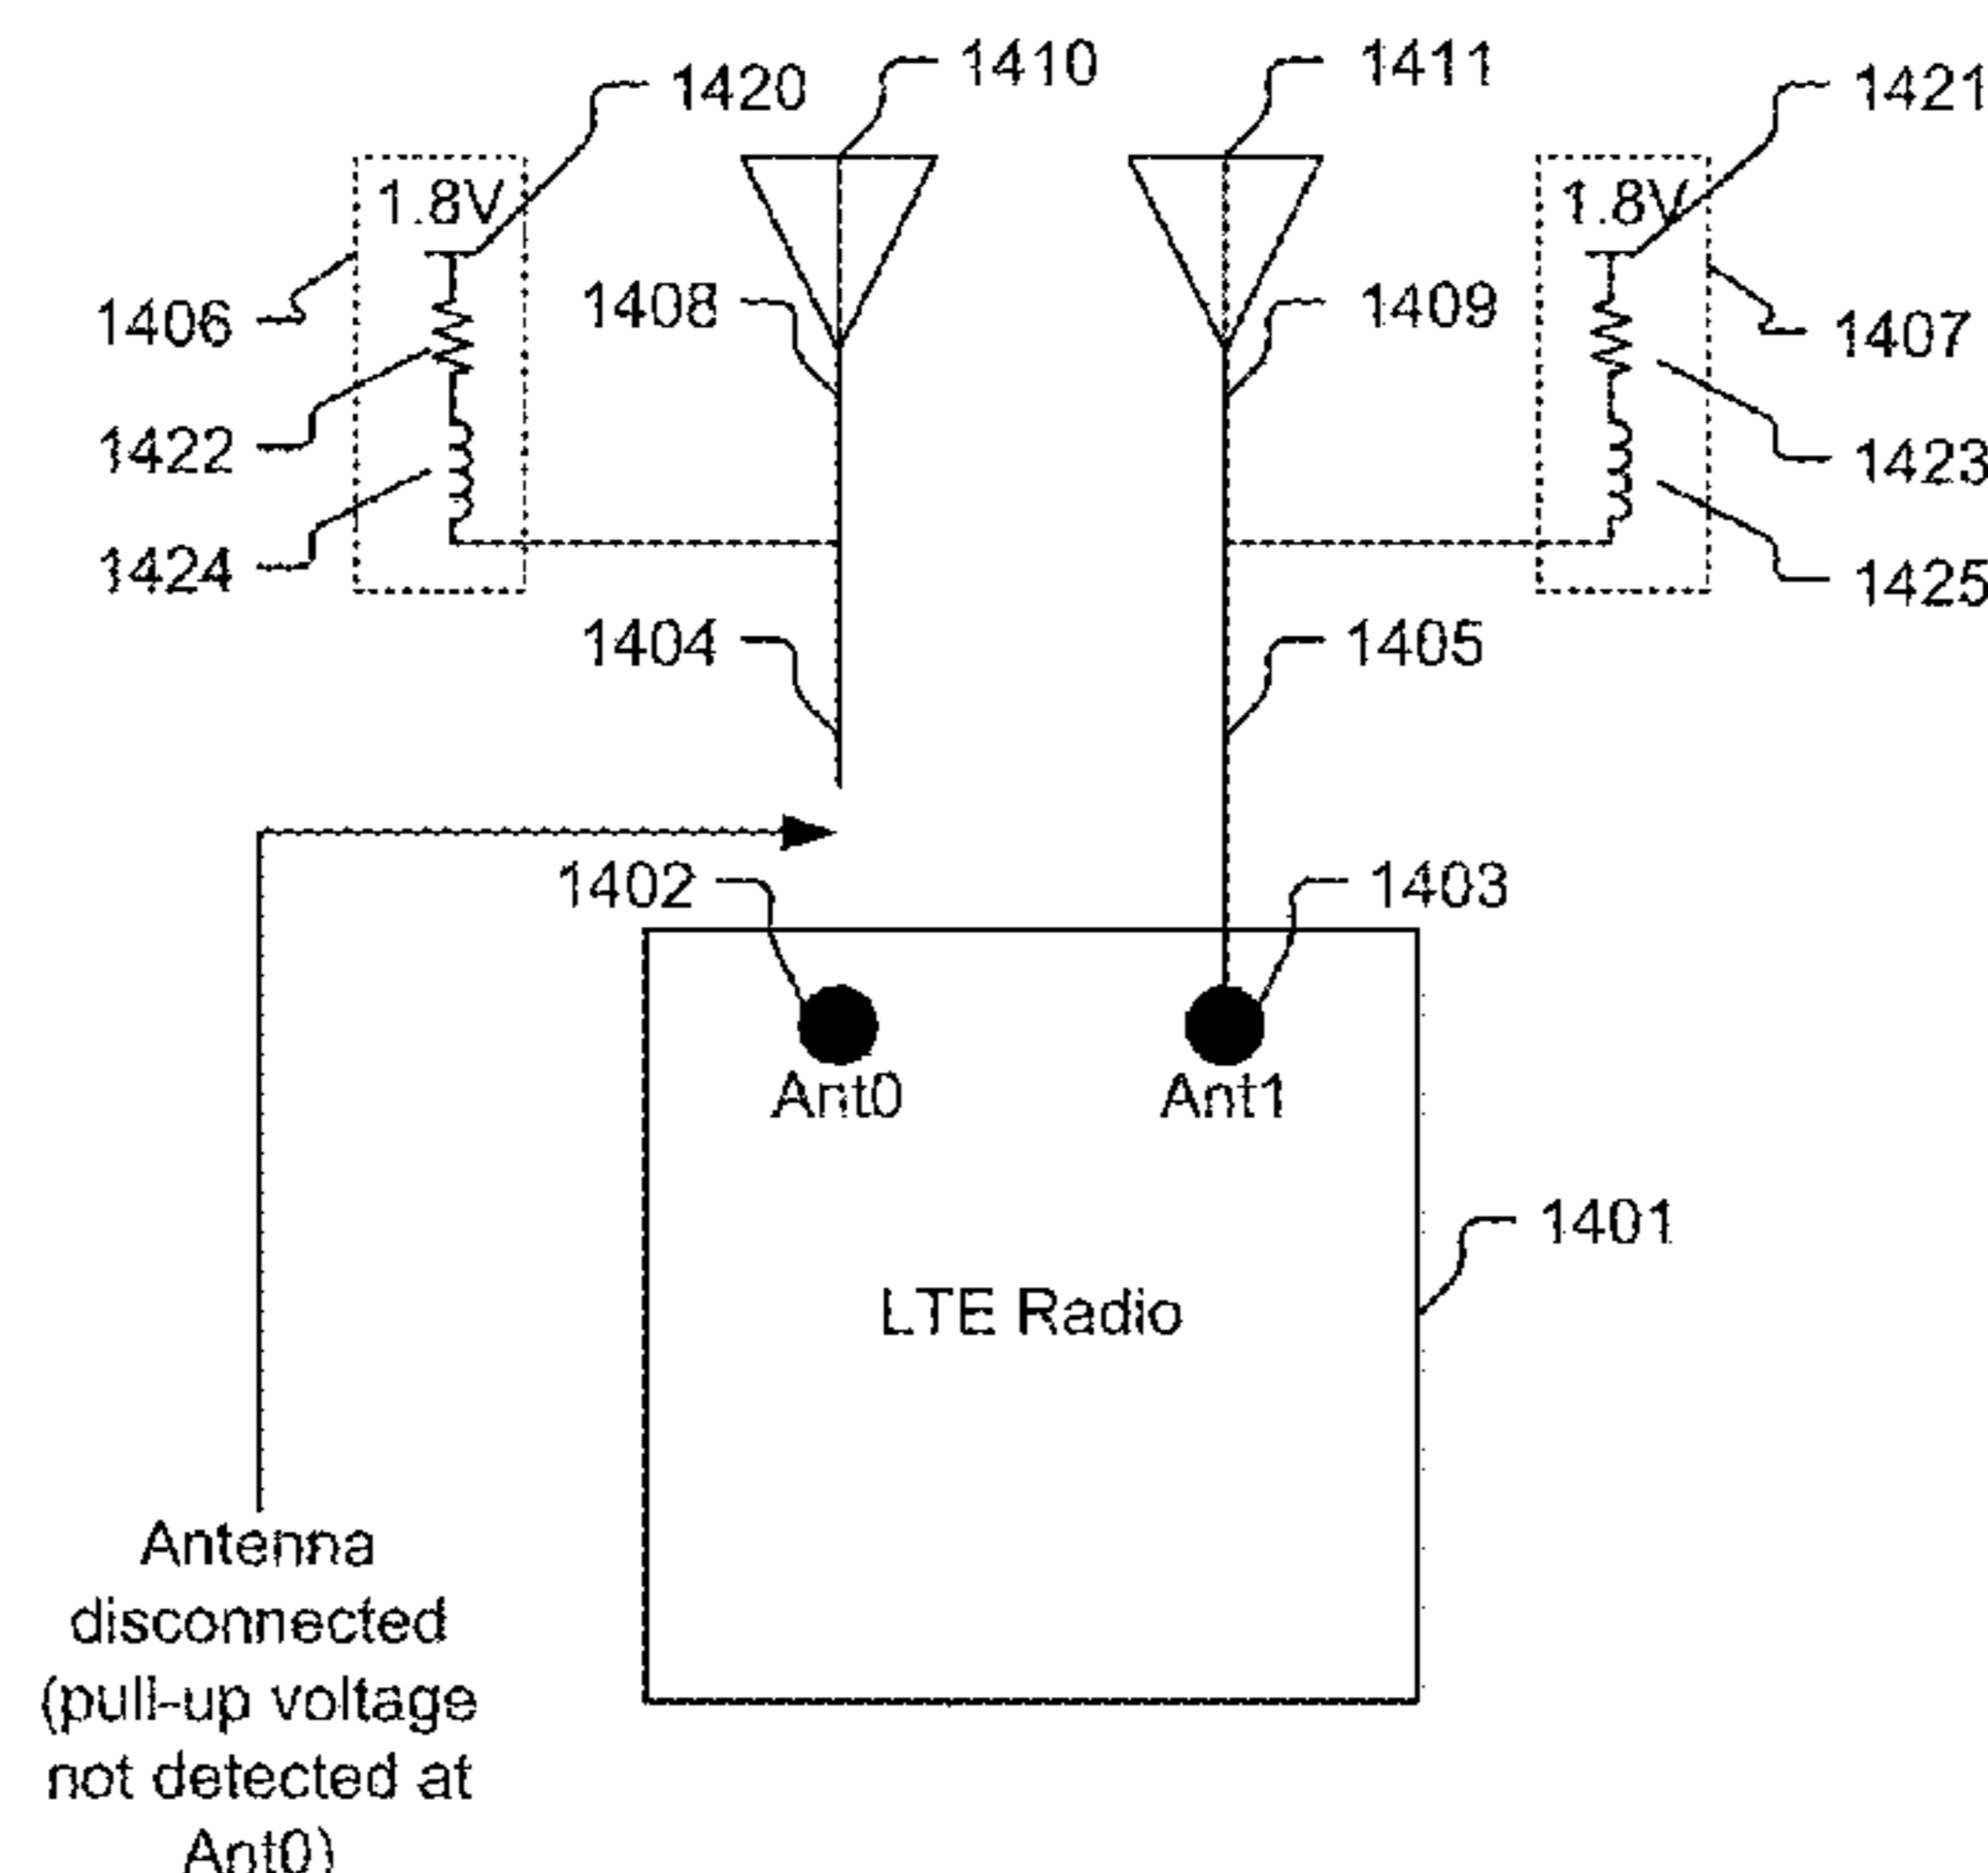 1410
1411
1420
1421
1.8V
1.8V
1408
1409
1406
1407
1422
1423
1424
1425
1404
1405
1402
1403
Ant0
Ant1
1401
LTE Radio
Antenna
disconnected
(pull-up voltage
not detected at
Ant0)